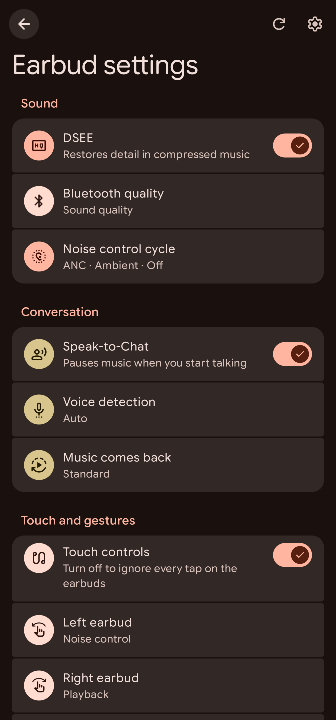 Earbud settings
Sound
DSEE
Restores detail in compressed music
Bluetooth quality
Sound quality
Noise control cycle
ANC · Ambient · Off
Conversation
Speak-to-Chat
Pauses music when you start talking
Voice detection
Auto
Music comes back
Standard
Touch and gestures
Touch controls
Turn off to ignore every tap on the
earbuds
Left earbud
Noise control
Right earbud
Playback